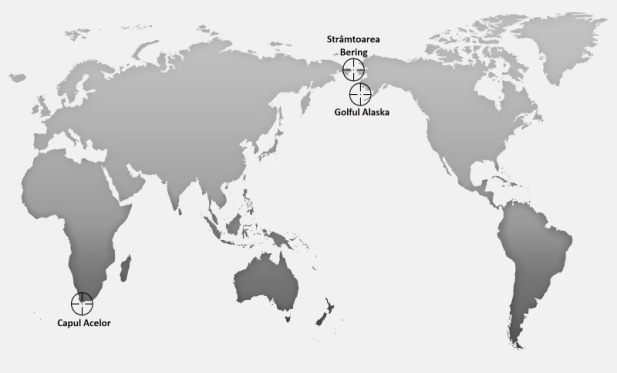 Strâmtoarea
Bering
Golful Alaska
Capul Acelor